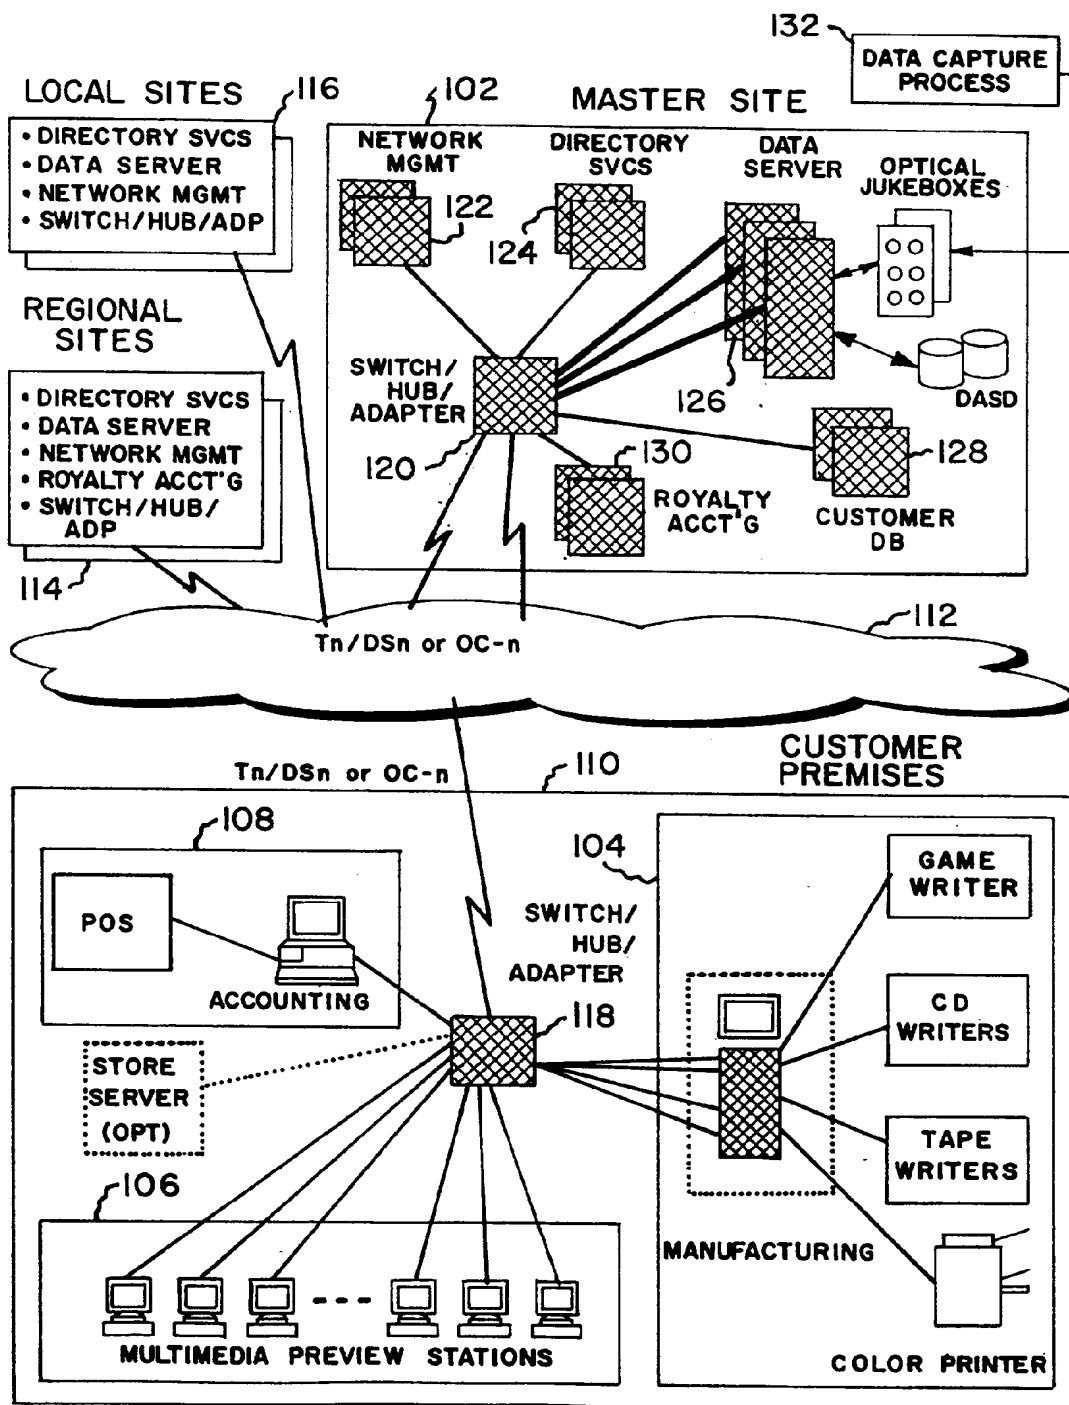 132
DATA CAPTURE
PROCESS
LOCAL SITES
116
• DIRECTORY SVCS
• DATA SERVER
• NETWORK MGMT
• SWITCH/HUB/ADP
102
MASTER SITE
NETWORK
MGMT
DIRECTORY
SVCS
DATA
SERVER
OPTICAL
JUKEBOXES
122
124
REGIONAL
SITES
• DIRECTORY SVCS
• DATA SERVER
• NETWORK MGMT
• ROYALTY ACCT'G
• SWITCH/HUB/
ADP
114
SWITCH/
HUB/
ADAPTER
120
126
DASD
130
ROYALTY
ACCT'G
128
CUSTOMER
DB
112
Tn/DSn or OC-n
Tn/DSn or OC-n
110
CUSTOMER
PREMISES
108
POS
ACCOUNTING
SWITCH/
HUB/
ADAPTER
118
104
GAME
WRITER
CD
WRITERS
TAPE
WRITERS
STORE
SERVER
(OPT)
106
MANUFACTURING
COLOR PRINTER
MULTIMEDIA PREVIEW STATIONS